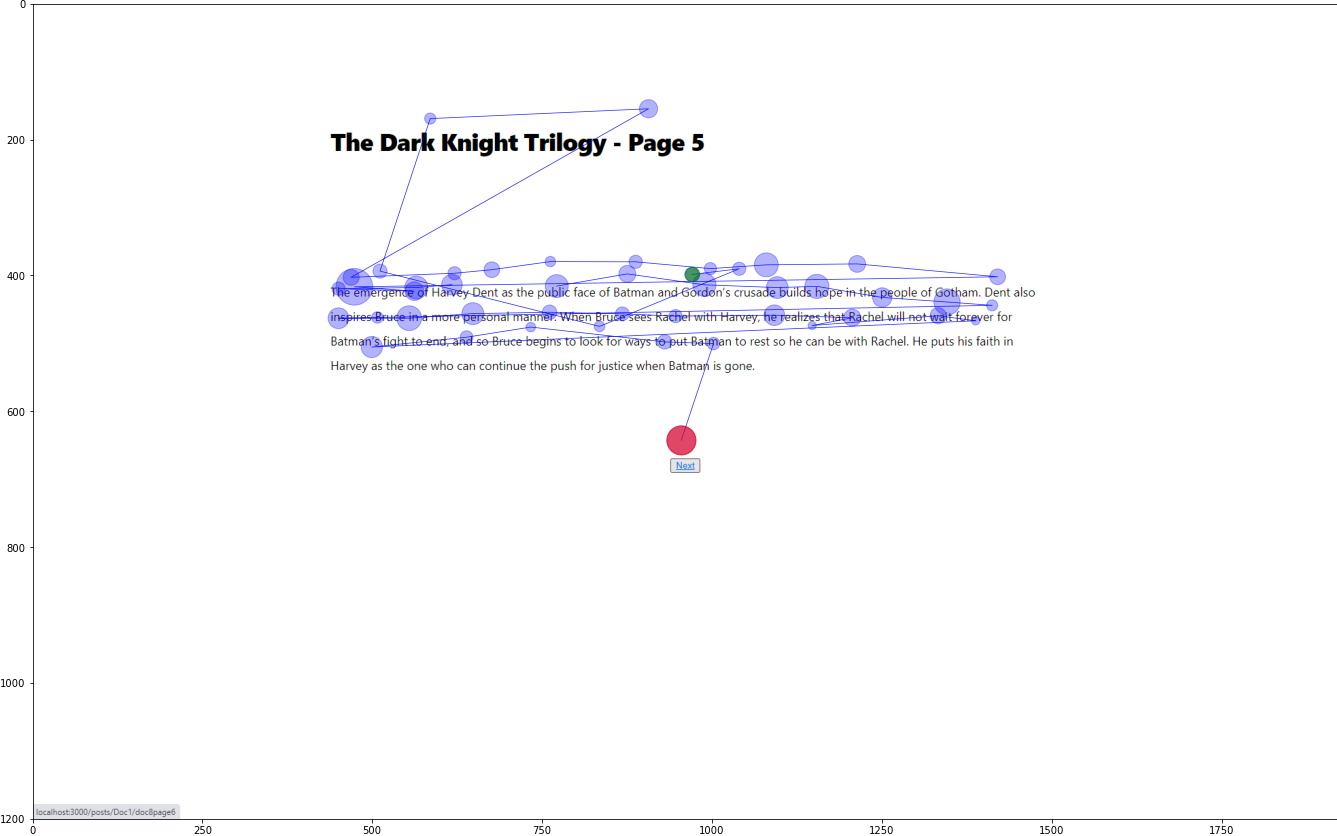 0
200
The Dark Knight Trilogy - Page 5
400
The emergence of Harvey Dent as the public face of Batman and Gordon's crusade builds hope in the people of Gotham. Dent also
inspires Bruce in a more personal manner. When Bruce sees Rachel with Harvey, he realizes that Rachel will not wait forever for
Batman's fight to end, and so Bruce begins to look for ways to put Batman to rest so he can be with Rachel. He puts his faith in
Harvey as the one who can continue the push for justice when Batman is gone.
600
Next
800
1000
localhost:3000/posts/Doc1/doc8page6
1200
0 250 500 750 1000 1250 1500 1750